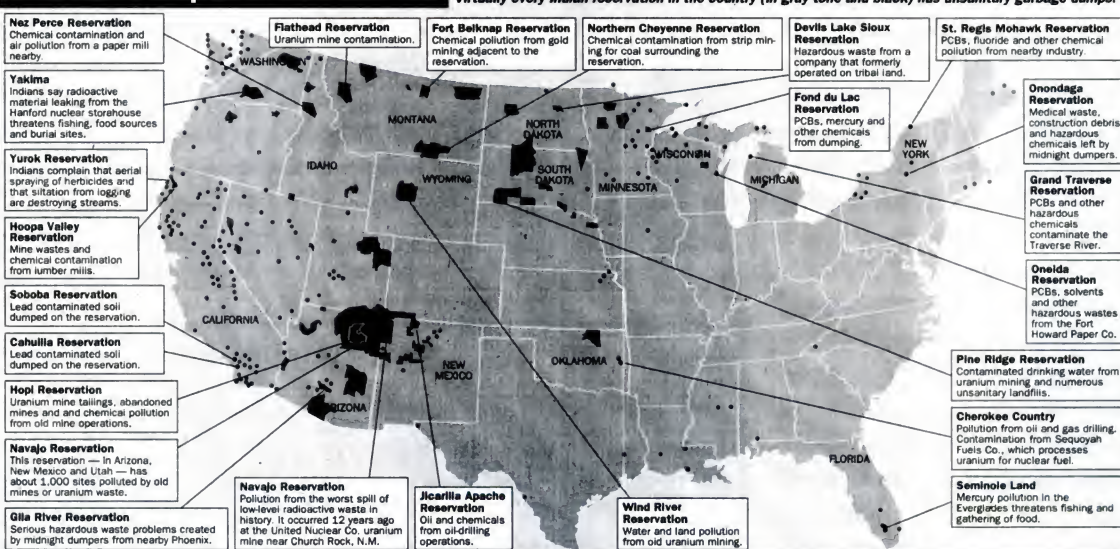 Virtually every Indian reservation in the country (in gray tone and black) has unsanitary garbage dumps.
Nez Perce Reservation
Chemical contamination and
air pollution from a paper mill
nearby.
Yakima
Indians say radioactive
material leaking from the
Hanford nuclear storehouse
threatens fishing, food sources
and burial sites.
Yurok Reservation
Indians complain that aerial
spraying of herbicides and
that siltation from logging
are destroying streams.
Hoopa Valley
Reservation
Mine wastes and
chemical contamination
from lumber mills.
Soboba Reservation
Lead contaminated soil
dumped on the reservation.
Cahuilla Reservation
Lead contaminated soil
dumped on the reservation.
Hopi Reservation
Uranium mine tailings, abandoned
mines and and chemical pollution
from old mine operations.
Navajo Reservation
This reservation — in Arizona,
New Mexico and Utah — has
about 1,000 sites polluted by old
mines or uranium waste.
Gila River Reservation
Serious hazardous waste problems created
by midnight dumpers from nearby Phoenix.
Flathead Reservation
Uranium mine contamination.
Fort Belknap Reservation
Chemical pollution from gold
mining adjacent to the
reservation.
Northern Cheyenne Reservation
Chemical contamination from strip min-
ing for coal surrounding the
reservation.
Devils Lake Sioux
Reservation
Hazardous waste from a
company that formerly
operated on tribal land.
Fond du Lac
Reservation
PCBs, mercury and
other chemicals
from dumping.
St. Regis Mohawk Reservation
PCBs, fluoride and other chemical
pollution from nearby industry.
Onondaga
Reservation
Medical waste,
construction debris
and hazardous
chemicals left by
midnight dumpers.
Grand Traverse
Reservation
PCBs and other
hazardous
chemicals
contaminate the
Traverse River.
Oneida
Reservation
PCBs, solvents
and other
hazardous wastes
from the Fort
Howard Paper Co.
Pine Ridge Reservation
Contaminated drinking water from
uranium mining and numerous
unsanitary landfills.
Cherokee Country
Pollution from oil and gas drilling.
Contamination from Sequoyah
Fuels Co., which processes
uranium for nuclear fuel.
Seminole Land
Mercury pollution in the
Everglades threatens fishing and
gathering of food.
Navajo Reservation
Pollution from the worst spill of
low-level radioactive waste in
history. It occurred 12 years ago
at the United Nuclear Co. uranium
mine near Church Rock, N.M.
Jicarilla Apache
Reservation
Oil and chemicals
from oil-drilling
operations.
Wind River
Reservation
Water and land pollution
from old uranium mining.
WASHINGTON
MONTANA
IDAHO
WYOMING
NORTH
DAKOTA
SOUTH
DAKOTA
MINNESOTA
WISCONSIN
MICHIGAN
NEW
YORK
CALIFORNIA
ARIZONA
NEW
MEXICO
OKLAHOMA
FLORIDA